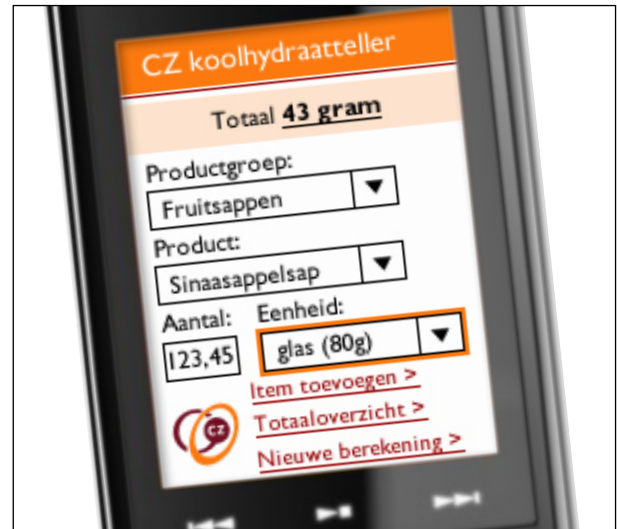 CZ koolhydraatteller
Totaal 43 gram
Productgroep:
Fruitsappen
Product:
Sinaasappelsap
Aantal: Eenheid:
123,45 glas (80g)
Item toevoegen >
CZ
Totaaloverzicht >
Nieuwe berekening >